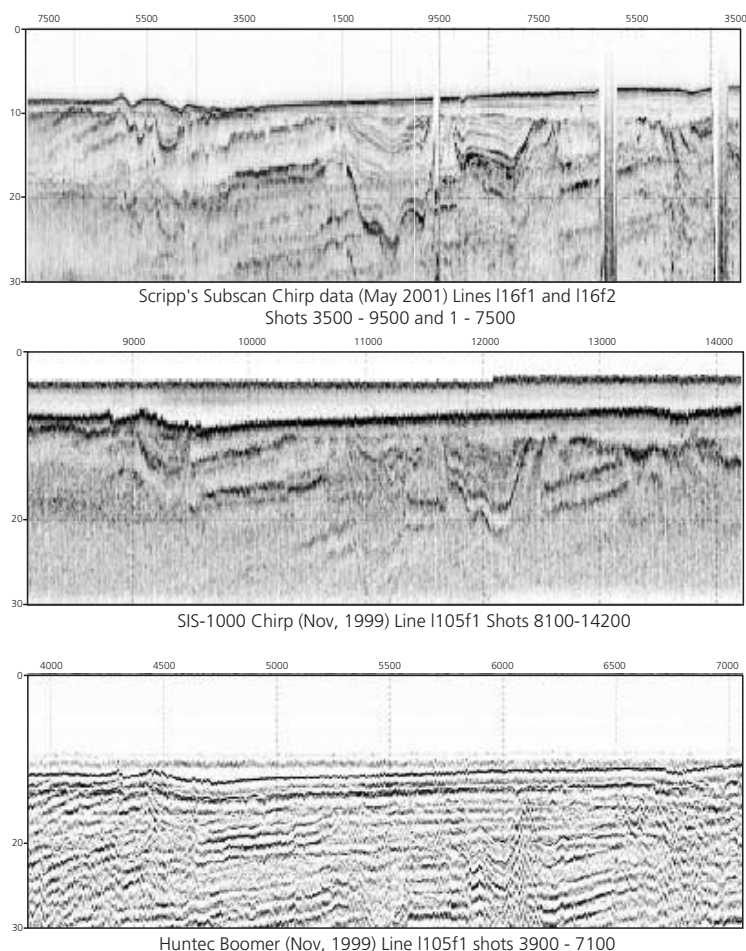 7500 5500 3500 1500 9500 7500 5500 3500
0
10
20
30
Scripp's Subscan Chirp data (May 2001) Lines l16f1 and l16f2
Shots 3500 - 9500 and 1 - 7500
9000 10000 11000 12000 13000 14000
0
20
30
SIS-1000 Chirp (Nov, 1999) Line l105f1 Shots 8100-14200
4000 4500 5000 5500 6000 6500 7000
0
20
30
Huntec Boomer (Nov, 1999) Line l105f1 shots 3900 - 7100